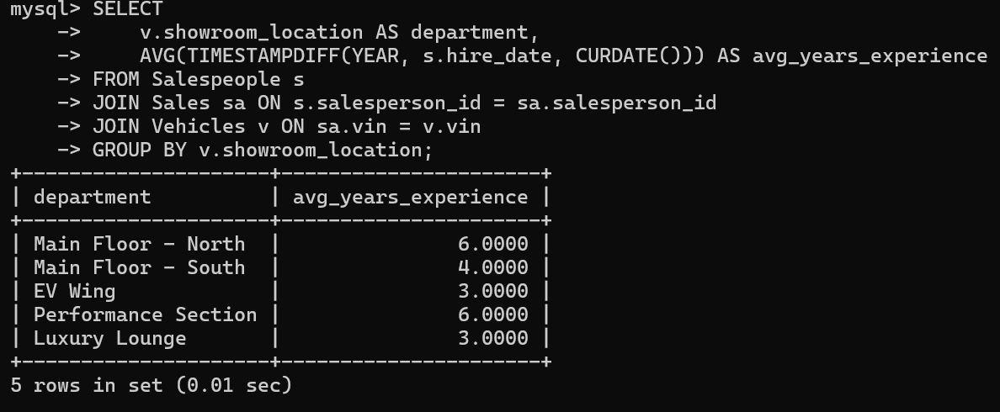 mysql> SELECT
    ->     v.showroom_location AS department,
    ->     AVG(TIMESTAMPDIFF(YEAR, s.hire_date, CURDATE())) AS avg_years_experience
    -> FROM Salespeople s
    -> JOIN Sales sa ON s.salesperson_id = sa.salesperson_id
    -> JOIN Vehicles v ON sa.vin = v.vin
    -> GROUP BY v.showroom_location;
+---------------------+----------------------+
| department          | avg_years_experience |
+---------------------+----------------------+
| Main Floor - North  |               6.0000 |
| Main Floor - South  |               4.0000 |
| EV Wing             |               3.0000 |
| Performance Section |               6.0000 |
| Luxury Lounge       |               3.0000 |
+---------------------+----------------------+
5 rows in set (0.01 sec)